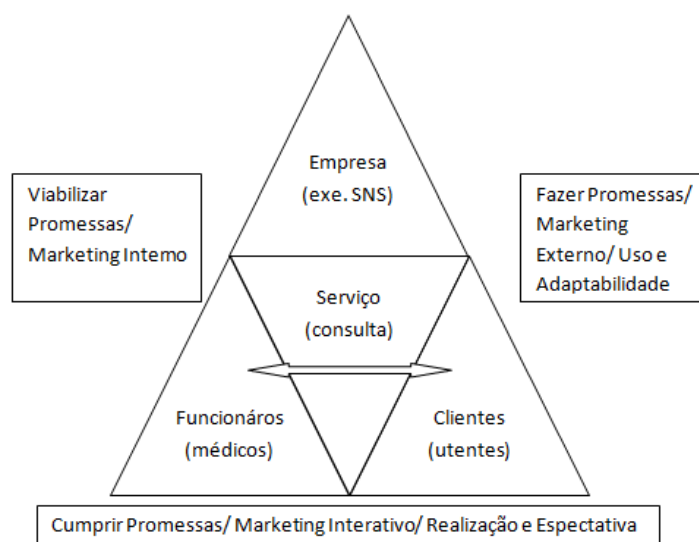 Empresa
(exe. SNS)
Viabilizar
Promessas/
Marketing Interno
Fazer Promessas/
Marketing
Externo/ Uso e
Adaptabilidade
Serviço
(consulta)
Funcionáros
(médicos)
Clientes
(utentes)
Cumprir Promessas/ Marketing Interativo/ Realização e Espectativa